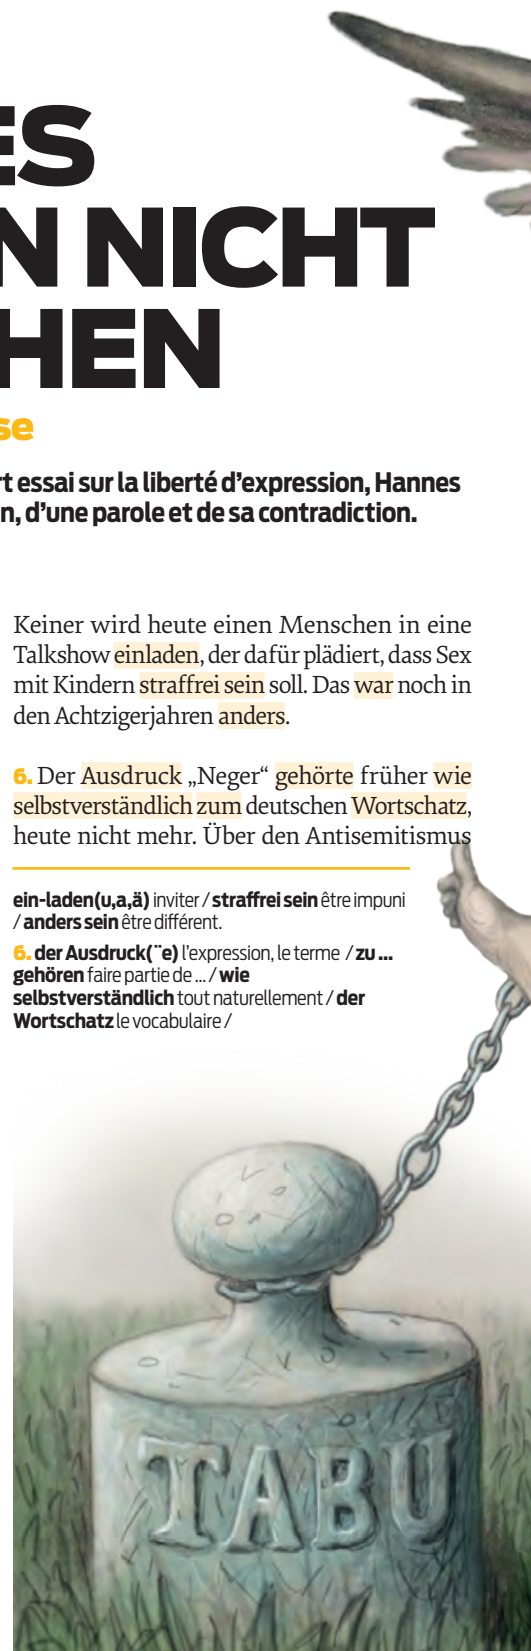 ES
N NICHT
HEN
se
rt essai sur la liberté d’expression, Hannes
n, d’une parole et de sa contradiction.
Keiner wird heute einen Menschen in eine
Talkshow einladen, der dafür plädiert, dass Sex
mit Kindern straffrei sein soll. Das war noch in
den Achtzigerjahren anders.
6. Der Ausdruck „Neger“ gehörte früher wie
selbstverständlich zum deutschen Wortschatz,
heute nicht mehr. Über den Antisemitismus
ein-laden(u,a,ä) inviter / straffrei sein être impuni
/ anders sein être différent.
6. der Ausdruck(¨e) l’expression, le terme / zu ...
gehören faire partie de ... / wie
selbstverständlich tout naturellement / der
Wortschatz le vocabulaire /
TABU